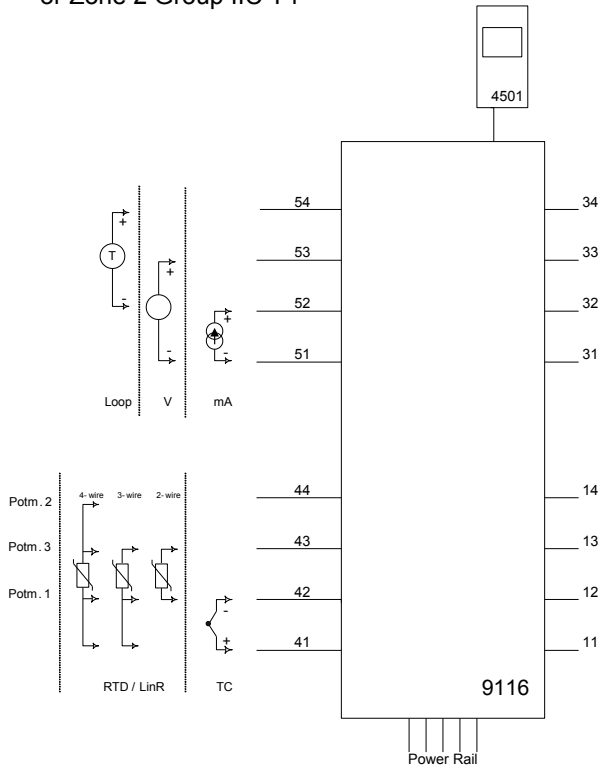 or Zone 2 Group IIC T4
4501
54 34
+
T
53 33
+
52 32
- +
51 31
- -
Loop V mA
44 14
4- wire 3- wire 2- wire
Potm. 2
43 13
Potm. 3
Potm. 1
42 12
-
41 11
+
RTD / LinR TC
9116
Power Rail